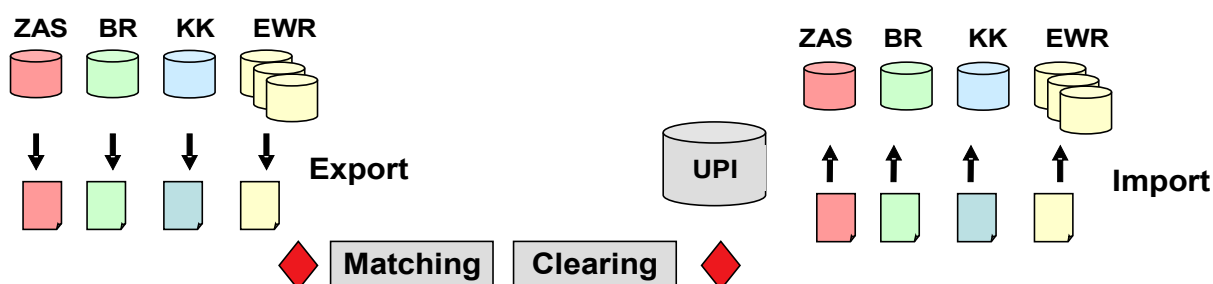 ZAS BR KK EWR
Export
ZAS BR KK EWR
UPI
Import
Matching Clearing